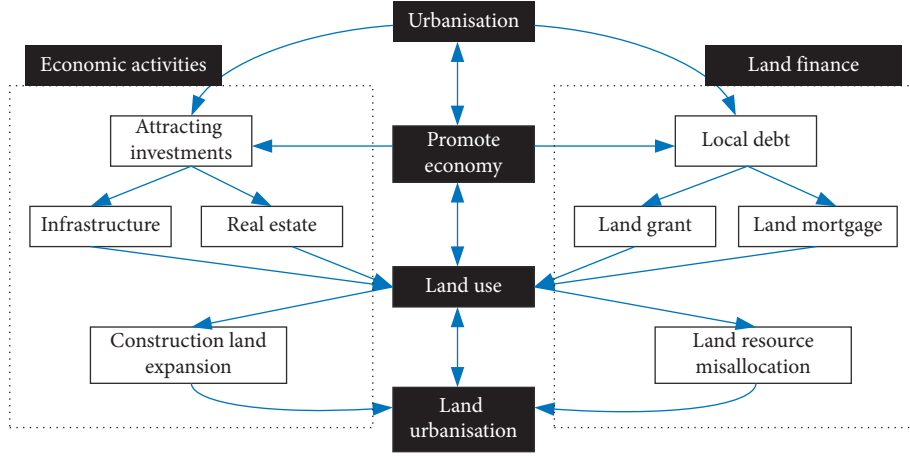 Urbanisation
Economic activities
Land finance
Attracting
investments
Promote
economy
Local debt
Infrastructure
Real estate
Land grant
Land mortgage
Land use
Construction land
expansion
Land resource
misallocation
Land
urbanisation